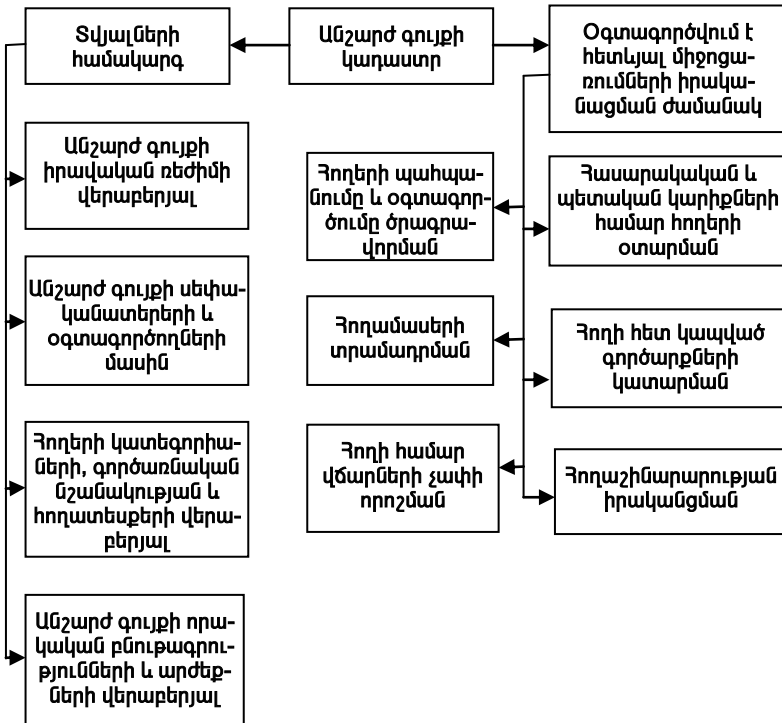 Տվյալների
համակարգ
Անշարժ գույքի
կադաստր
Օգտագործվում է
հետևյալ միջոցա-
ռումների իրակա-
նացման ժամանակ
Անշարժ գույքի
իրավական ռեժիմի
վերաբերյալ
Անշարժ գույքի սեփա-
կանատերերի և
օգտագործողների
մասին
Հողերի կատեգորիա-
ների, գործառնական
նշանակության և
հողատեսքերի վերա-
բերյալ
Անշարժ գույքի որա-
կական բնութագրու-
թյունների և արժեք-
ների վերաբերյալ
Հողերի պահպա-
նումը և օգտագոր-
ծումը ծրագրա-
վորման
Հողամասերի
տրամադրման
Հողի համար
վճարների չափի
որոշման
Հասարակական և
պետական կարիքների
համար հողերի
օտարման
Հողի հետ կապված
գործարքների
կատարման
Հողաշինարարության
իրականցման